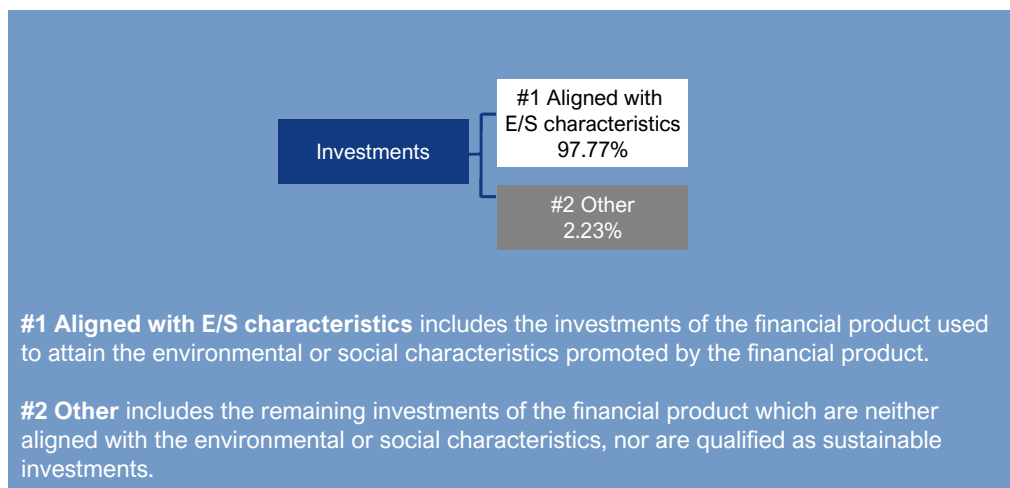 #1 Aligned with
E/S characteristics
97.77%
Investments
#2 Other
2.23%
#1 Aligned with E/S characteristics includes the investments of the financial product used
to attain the environmental or social characteristics promoted by the financial product.
#2 Other includes the remaining investments of the financial product which are neither
aligned with the environmental or social characteristics, nor are qualified as sustainable
investments.